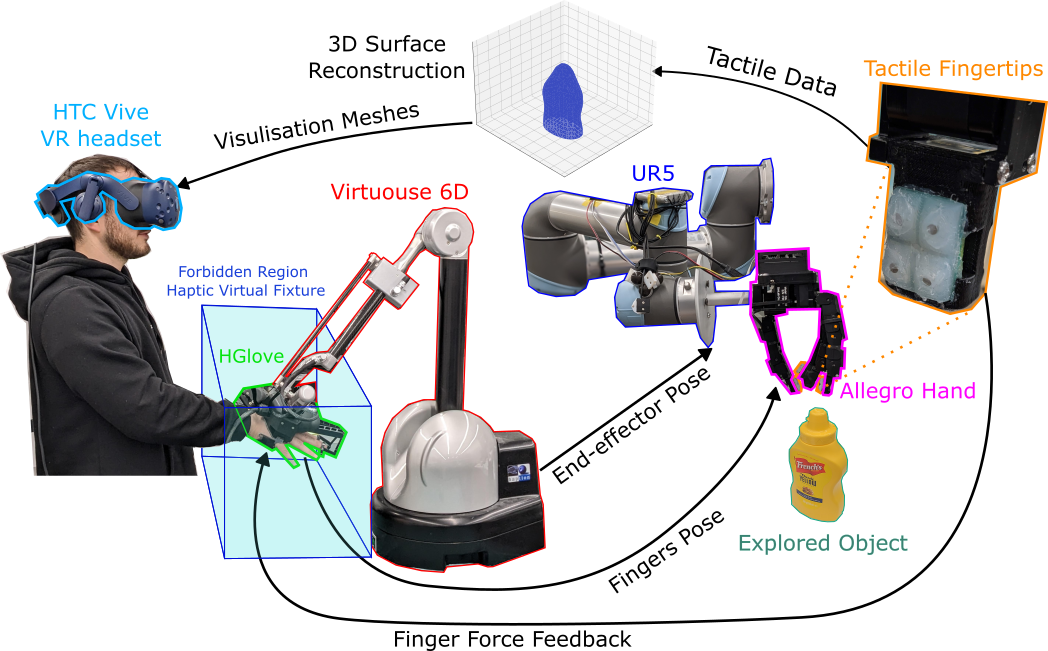 3D Surface
Reconstruction
Tactile Data
Tactile Fingertips
HTC Vive
VR headset
Visulisation Meshes
Virtuouse 6D
UR5
Forbidden Region
Haptic Virtual Fixture
HGlove
Allegro Hand
End-effector Pose
French's
Fingers Pose
Explored Object
Finger Force Feedback